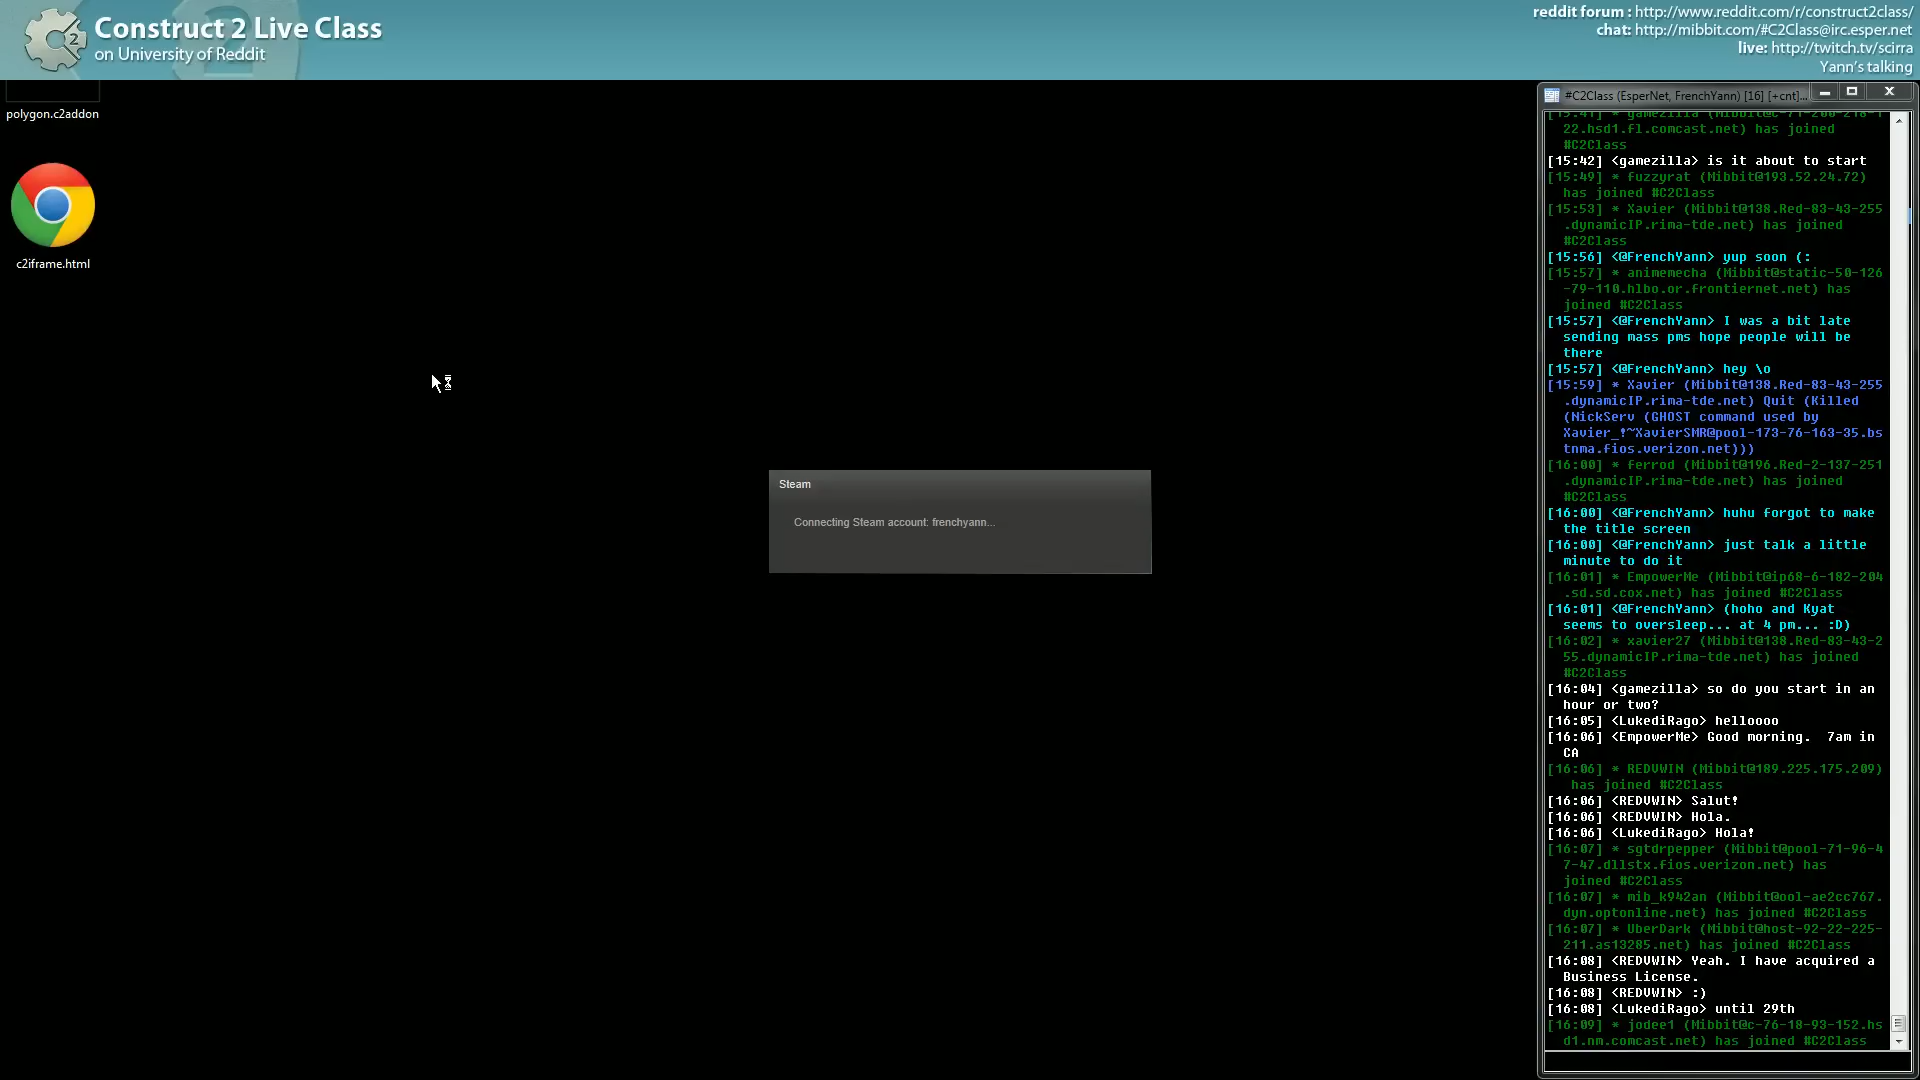 Construct 2 Live Class
on University of Reddit
reddit forum : http://www.reddit.com/r/construct2class/
chat: http://mibbit.com/#C2Class@irc.esper.net
live: http://twitch.tv/scirra
Yann's talking
polygon.c2addon
c2iframe.html
Steam
Connecting Steam account: frenchyann...
#C2Class (EsperNet, FrenchYann) [16] [+cnt]...
[15:41] * gamezilla (Mibbit@c-71-200-218-1
22.hsd1.fl.comcast.net) has joined
#C2Class
[15:42] <gamezilla> is it about to start
[15:49] * fuzzyrat (Mibbit@193.52.24.72)
has joined #C2Class
[15:53] * Xavier (Mibbit@138.Red-83-43-255
.dynamicIP.rima-tde.net) has joined
#C2Class
[15:56] <@FrenchYann> yup soon (:
[15:57] * animemecha (Mibbit@static-50-126
-79-110.hlbo.or.frontiernet.net) has
joined #C2Class
[15:57] <@FrenchYann> I was a bit late
sending mass pms hope people will be
there
[15:57] <@FrenchYann> hey \o
[15:59] * Xavier (Mibbit@138.Red-83-43-255
.dynamicIP.rima-tde.net) Quit (Killed
(NickServ (GHOST command used by
Xavier_!~XavierSMR@pool-173-76-163-35.bs
tnma.fios.verizon.net)))
[16:00] * ferrod (Mibbit@196.Red-2-137-251
.dynamicIP.rima-tde.net) has joined
#C2Class
[16:00] <@FrenchYann> huhu forgot to make
the title screen
[16:00] <@FrenchYann> just talk a little
minute to do it
[16:01] * EmpowerMe (Mibbit@ip68-6-182-204
.sd.sd.cox.net) has joined #C2Class
[16:01] <@FrenchYann> (hoho and Kyat
seems to oversleep... at 4 pm... :D)
[16:02] * xavier27 (Mibbit@138.Red-83-43-2
55.dynamicIP.rima-tde.net) has joined
#C2Class
[16:04] <gamezilla> so do you start in an
hour or two?
[16:05] <LukediRago> helloooo
[16:06] <EmpowerMe> Good morning.  7am in
CA
[16:06] * REDVWIN (Mibbit@189.225.175.209)
has joined #C2Class
[16:06] <REDVWIN> Salut!
[16:06] <REDVWIN> Hola.
[16:06] <LukediRago> Hola!
[16:07] * sgtdrpepper (Mibbit@pool-71-96-4
7-47.dllstx.fios.verizon.net) has
joined #C2Class
[16:07] * mib_k942an (Mibbit@ool-ae2cc767.
dyn.optonline.net) has joined #C2Class
[16:07] * UberDark (Mibbit@host-92-22-225-
211.as13285.net) has joined #C2Class
[16:08] <REDVWIN> Yeah. I have acquired a
Business License.
[16:08] <REDVWIN> :)
[16:08] <LukediRago> until 29th
[16:09] * jodee1 (Mibbit@c-76-18-93-152.hs
d1.nm.comcast.net) has joined #C2Class